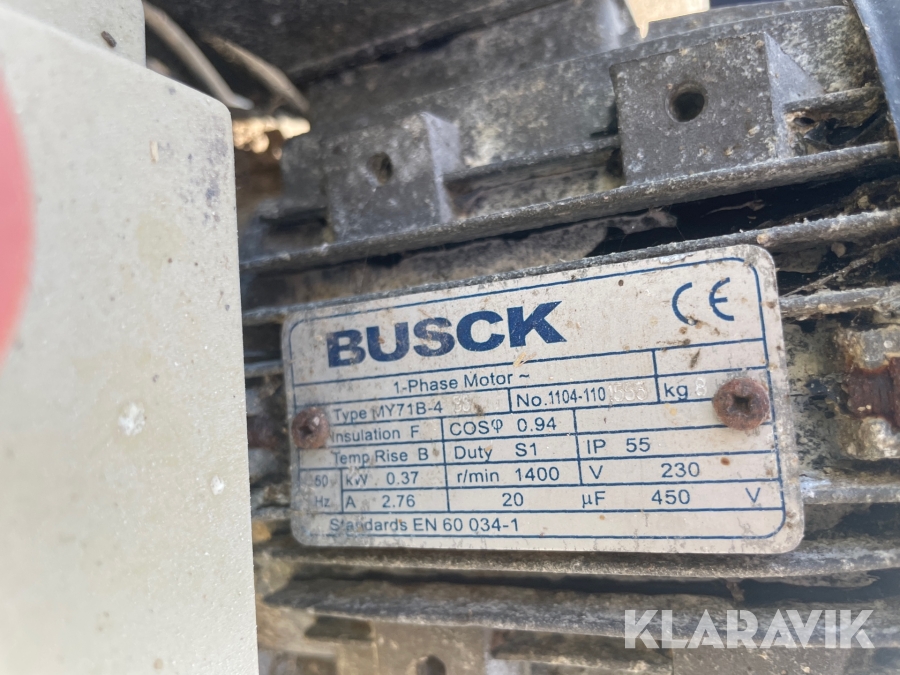 BUSCK CE
1-Phase Motor ~
Type MY71B-4 No.1104-110 kg 8
Insulation F COSφ 0.94
Temp Rise B Duty S1 IP 55
50 kW 0.37 r/min 1400 V 230
Hz A 2.76 20 µF 450 V
Standards EN 60 034-1
KLARAVIK